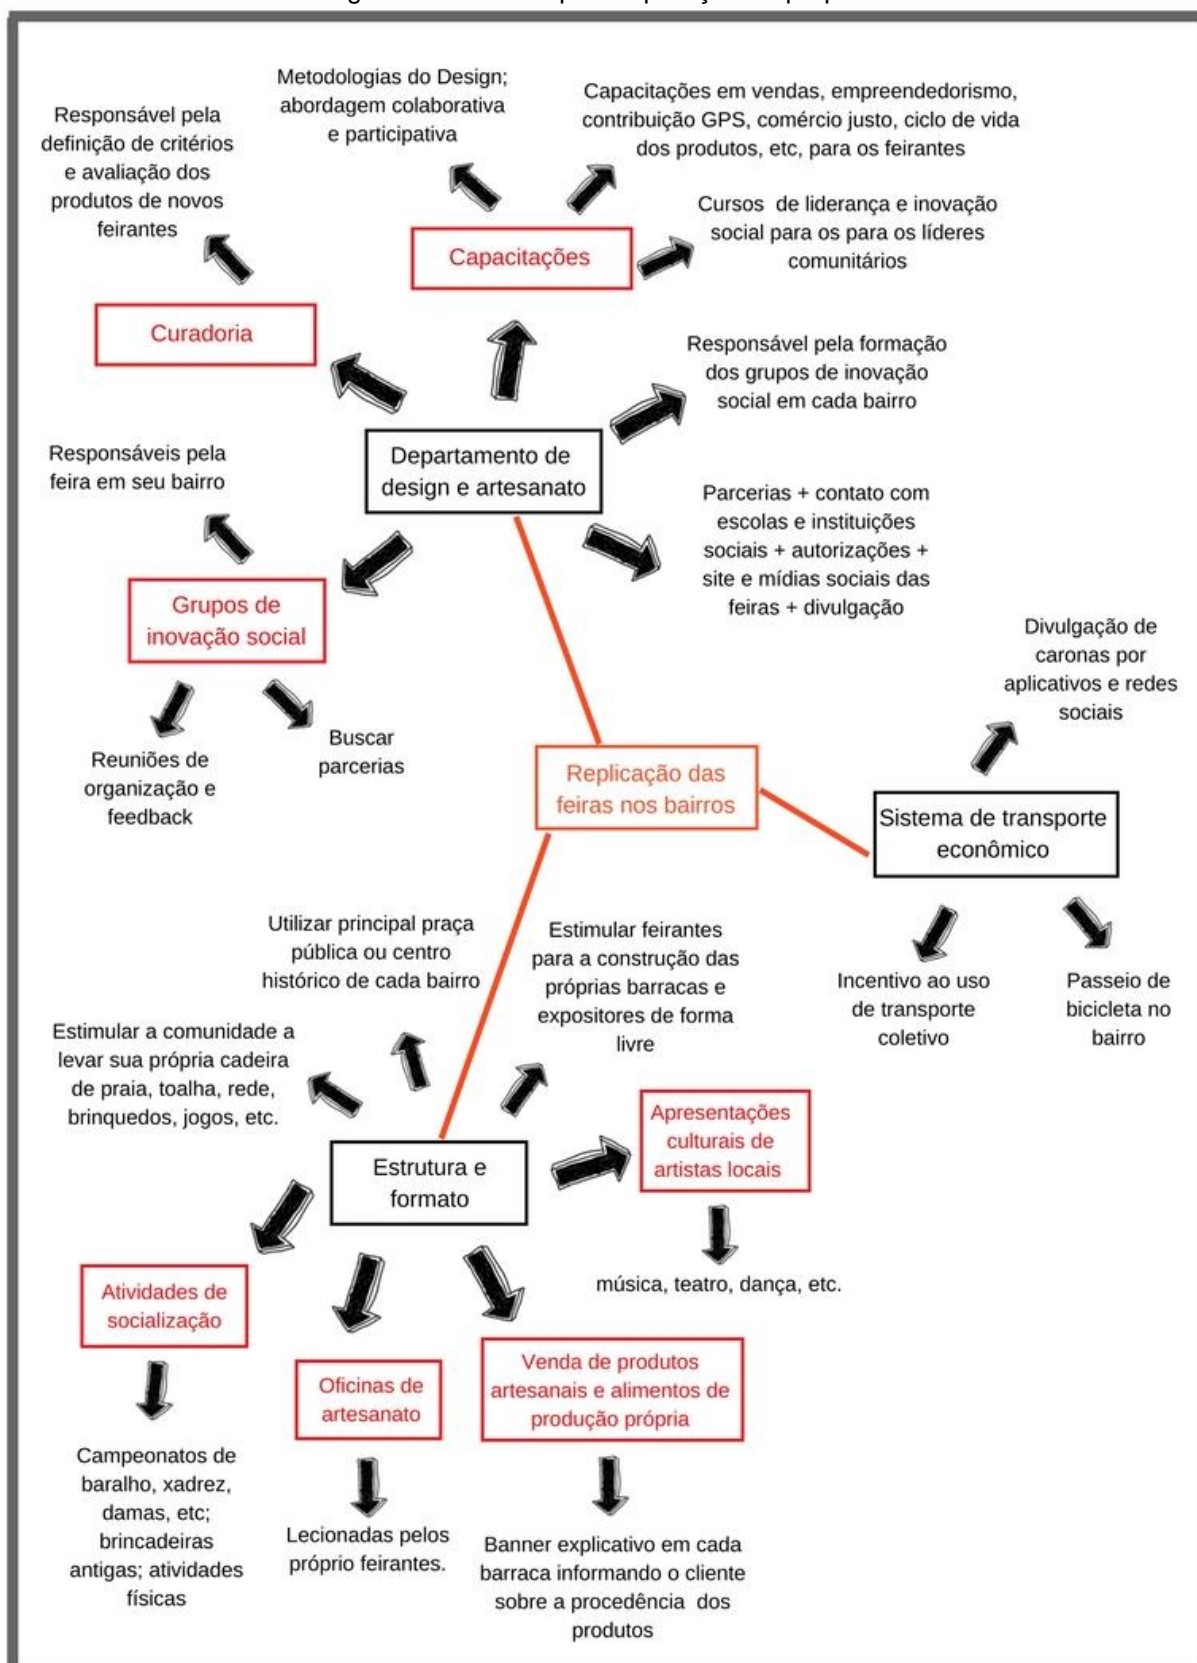 Metodologias do Design;
abordagem colaborativa
e participativa
Capacitações em vendas, empreendedorismo,
contribuição GPS, comércio justo, ciclo de vida
dos produtos, etc, para os feirantes
Responsável pela
definição de critérios
e avaliação dos
produtos de novos
feirantes
Cursos de liderança e inovação
social para os para os líderes
comunitários
Capacitações
Curadoria
Responsável pela formação
dos grupos de inovação
social em cada bairro
Departamento de
design e artesanato
Responsáveis pela
feira em seu bairro
Parcerias + contato com
escolas e instituições
sociais + autorizações +
site e mídias sociais das
feiras + divulgação
Grupos de
inovação social
Reuniões de
organização e
feedback
Buscar
parcerias
Divulgação de
caronas por
aplicativos e redes
sociais
Replicação das
feiras nos bairros
Sistema de transporte
econômico
Incentivo ao uso
de transporte
coletivo
Passeio de
bicicleta no
bairro
Utilizar principal praça
pública ou centro
histórico de cada bairro
Estimular feirantes
para a construção das
próprias barracas e
expositores de forma
livre
Estimular a comunidade a
levar sua própria cadeira
de praia, toalha, rede,
brinquedos, jogos, etc.
Estrutura e
formato
Apresentações
culturais de
artistas locais
música, teatro, dança, etc.
Atividades de
socialização
Oficinas de
artesanato
Venda de produtos
artesanais e alimentos de
produção própria
Campeonatos de
baralho, xadrez,
damas, etc;
brincadeiras
antigas; atividades
físicas
Lecionadas pelos
próprio feirantes.
Banner explicativo em cada
barraca informando o cliente
sobre a procedência dos
produtos